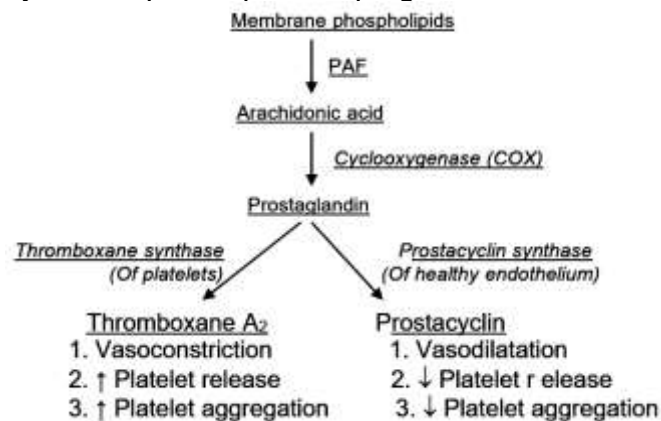 Membrane phospholipids
PAF
Arachidonic acid
Cyclooxygenase (COX)
Prostaglandin
Thromboxane synthase
(Of platelets)
Prostacyclin synthase
(Of healthy endothelium)
Thromboxane A2
1. Vasoconstriction
2. ↑ Platelet release
3. ↑ Platelet aggregation
Prostacyclin
1. Vasodilatation
2. ↓ Platelet r elease
3. ↓ Platelet aggregation